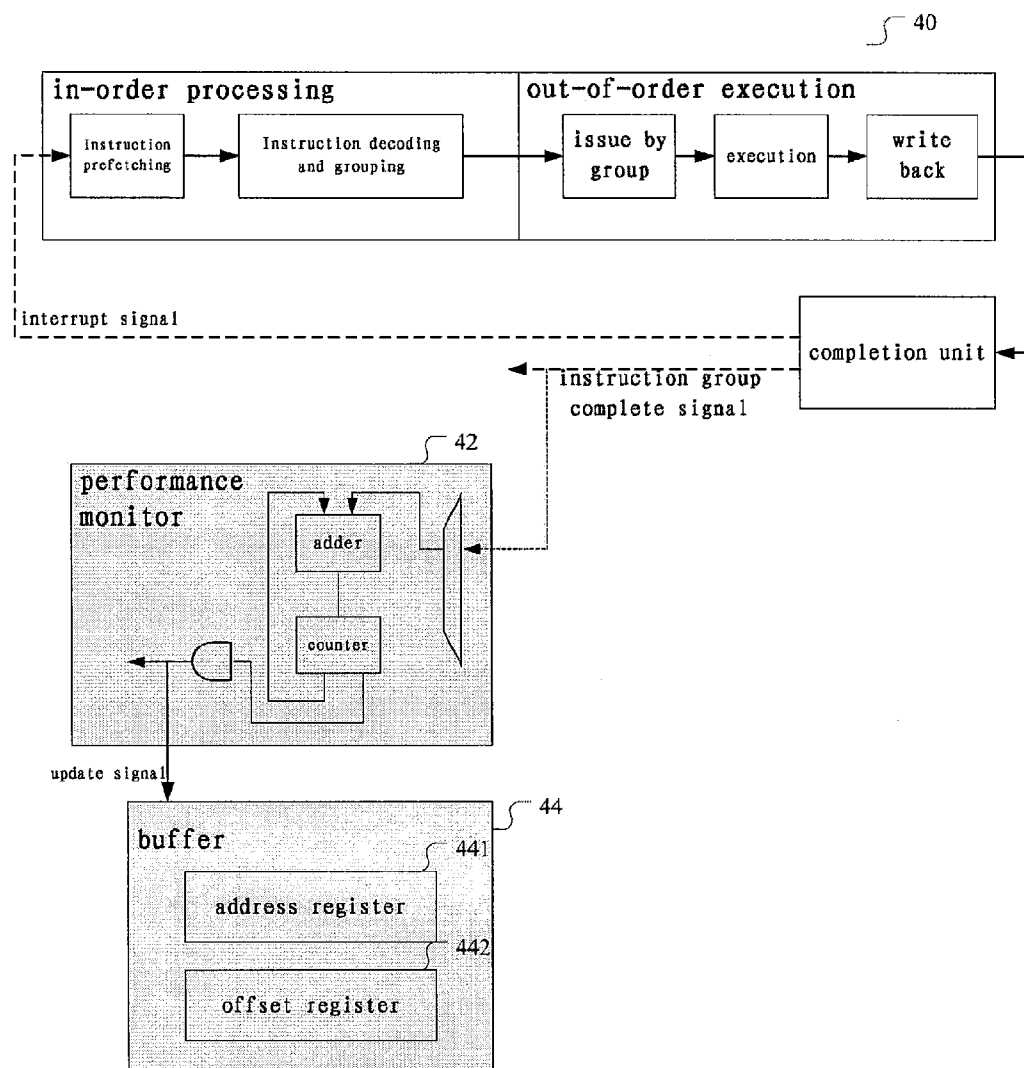 40
in-order processing
out-of-order execution
Instruction
prefetching
Instruction decoding
and grouping
issue by
group
execution
write
back
interrupt signal
completion unit
instruction group
complete signal
42
performance
monitor
adder
counter
update signal
44
buffer
441
address register
442
offset register